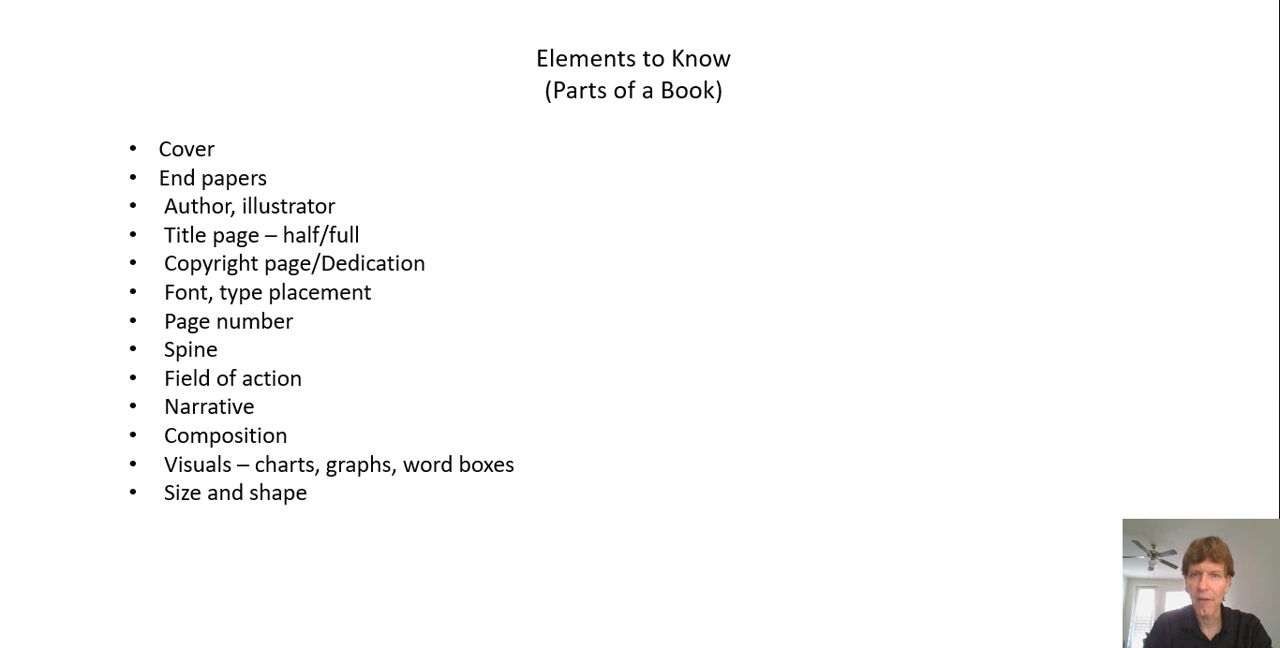 Elements to Know
(Parts of a Book)
• Cover
• End papers
• Author, illustrator
• Title page – half/full
• Copyright page/Dedication
• Font, type placement
• Page number
• Spine
• Field of action
• Narrative
• Composition
• Visuals – charts, graphs, word boxes
• Size and shape